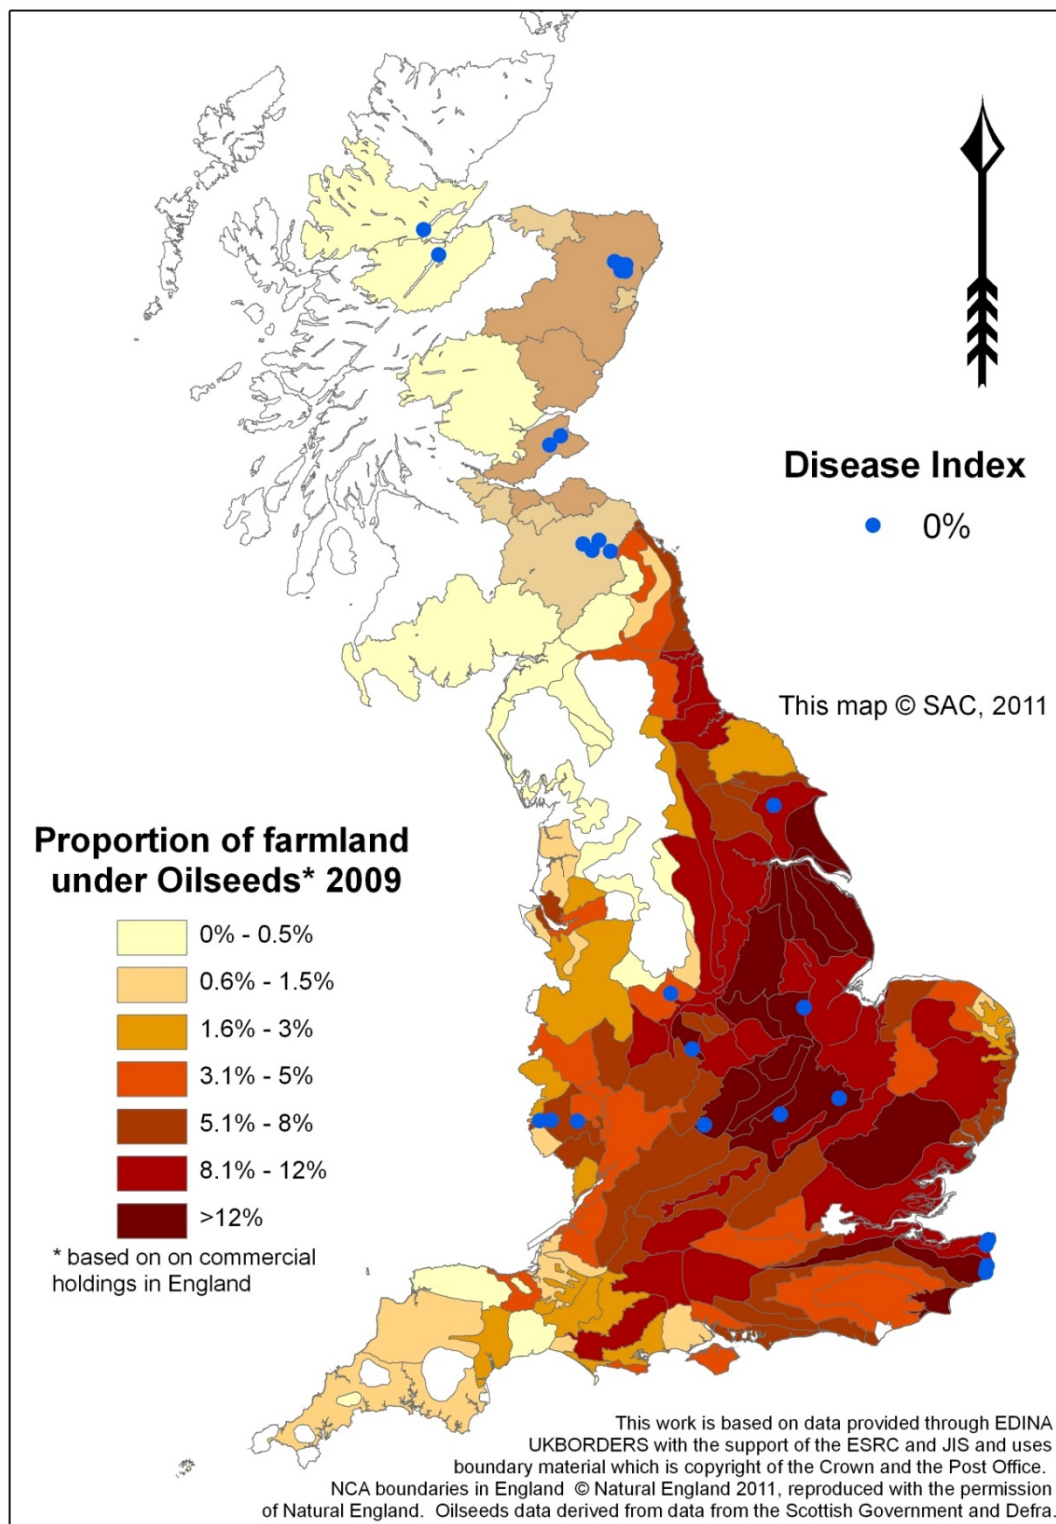 Disease Index
0%
This map © SAC, 2011
Proportion of farmland
under Oilseeds* 2009
0% - 0.5%
0.6% - 1.5%
1.6% - 3%
3.1% - 5%
5.1% - 8%
8.1% - 12%
>12%
* based on on commercial
holdings in England
This work is based on data provided through EDINA
UKBORDERS with the support of the ESRC and JIS and uses
boundary material which is copyright of the Crown and the Post Office.
NCA boundaries in England © Natural England 2011, reproduced with the permission
of Natural England. Oilseeds data derived from data from the Scottish Government and Defra.